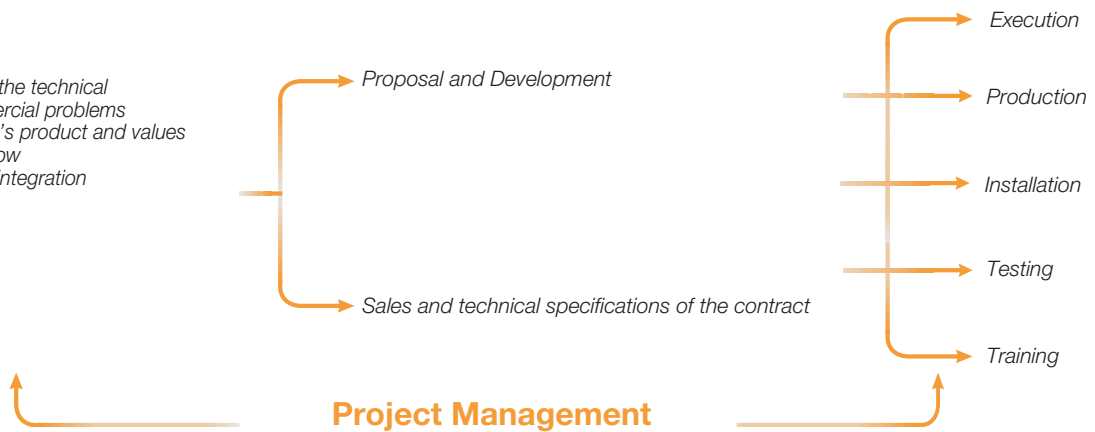 the technical
ercial problems
's product and values
ow
integration
Proposal and Development
Sales and technical specifications of the contract
Execution
Production
Installation
Testing
Training
Project Management